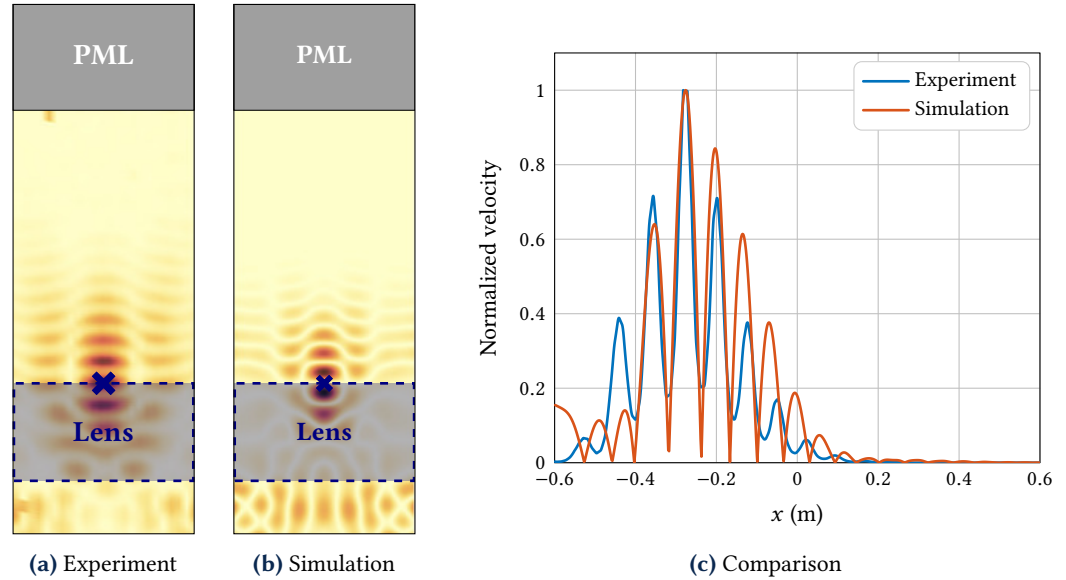 PML
Lens
(a) Experiment
PML
Lens
(b) Simulation
Normalized velocity
1
0.8
0.6
0.4
0.2
0
−0.6
−0.4
−0.2
0
0.2
0.4
0.6
x (m)
Experiment
Simulation
(c) Comparison